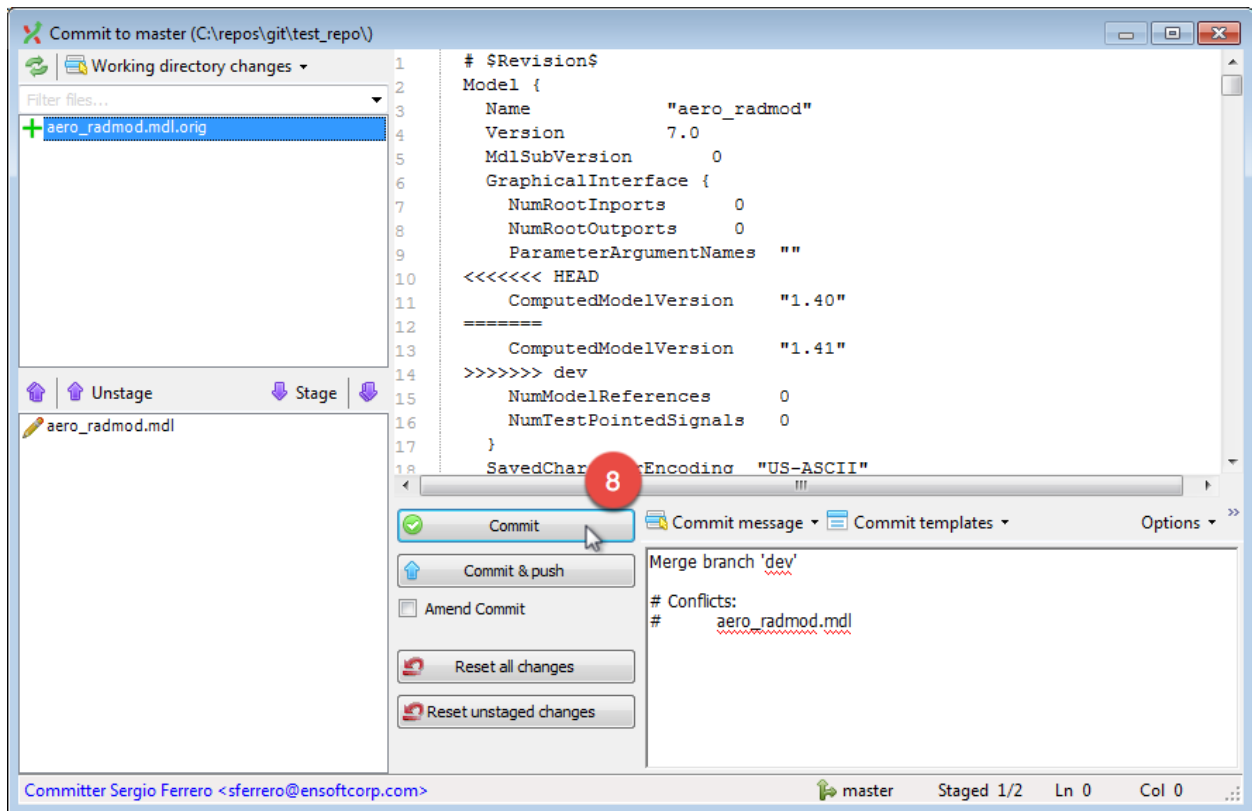 Commit to master (C:\repos\git\test_repo\)
Working directory changes
Filter files...
aero_radmod.mdl.orig
Unstage
Stage
aero_radmod.mdl
1 # $Revision$
2 Model {
3 Name "aero_radmod"
4 Version 7.0
5 MdlSubVersion 0
6 GraphicalInterface {
7 NumRootInports 0
8 NumRootOutports 0
9 ParameterArgumentNames ""
10 <<<<<<< HEAD
11 ComputedModelVersion "1.40"
12 =======
13 ComputedModelVersion "1.41"
14 >>>>>>> dev
15 NumModelReferences 0
16 NumTestPointedSignals 0
17 }
18 SavedChar Encoding "US-ASCII"
8
Commit
Commit & push
Amend Commit
Reset all changes
Reset unstaged changes
Commit message
Commit templates
Options
Merge branch 'dev'
# Conflicts:
# aero_radmod.mdl
Committer Sergio Ferrero <sferrero@ensoftcorp.com>
master
Staged 1/2
Ln 0
Col 0